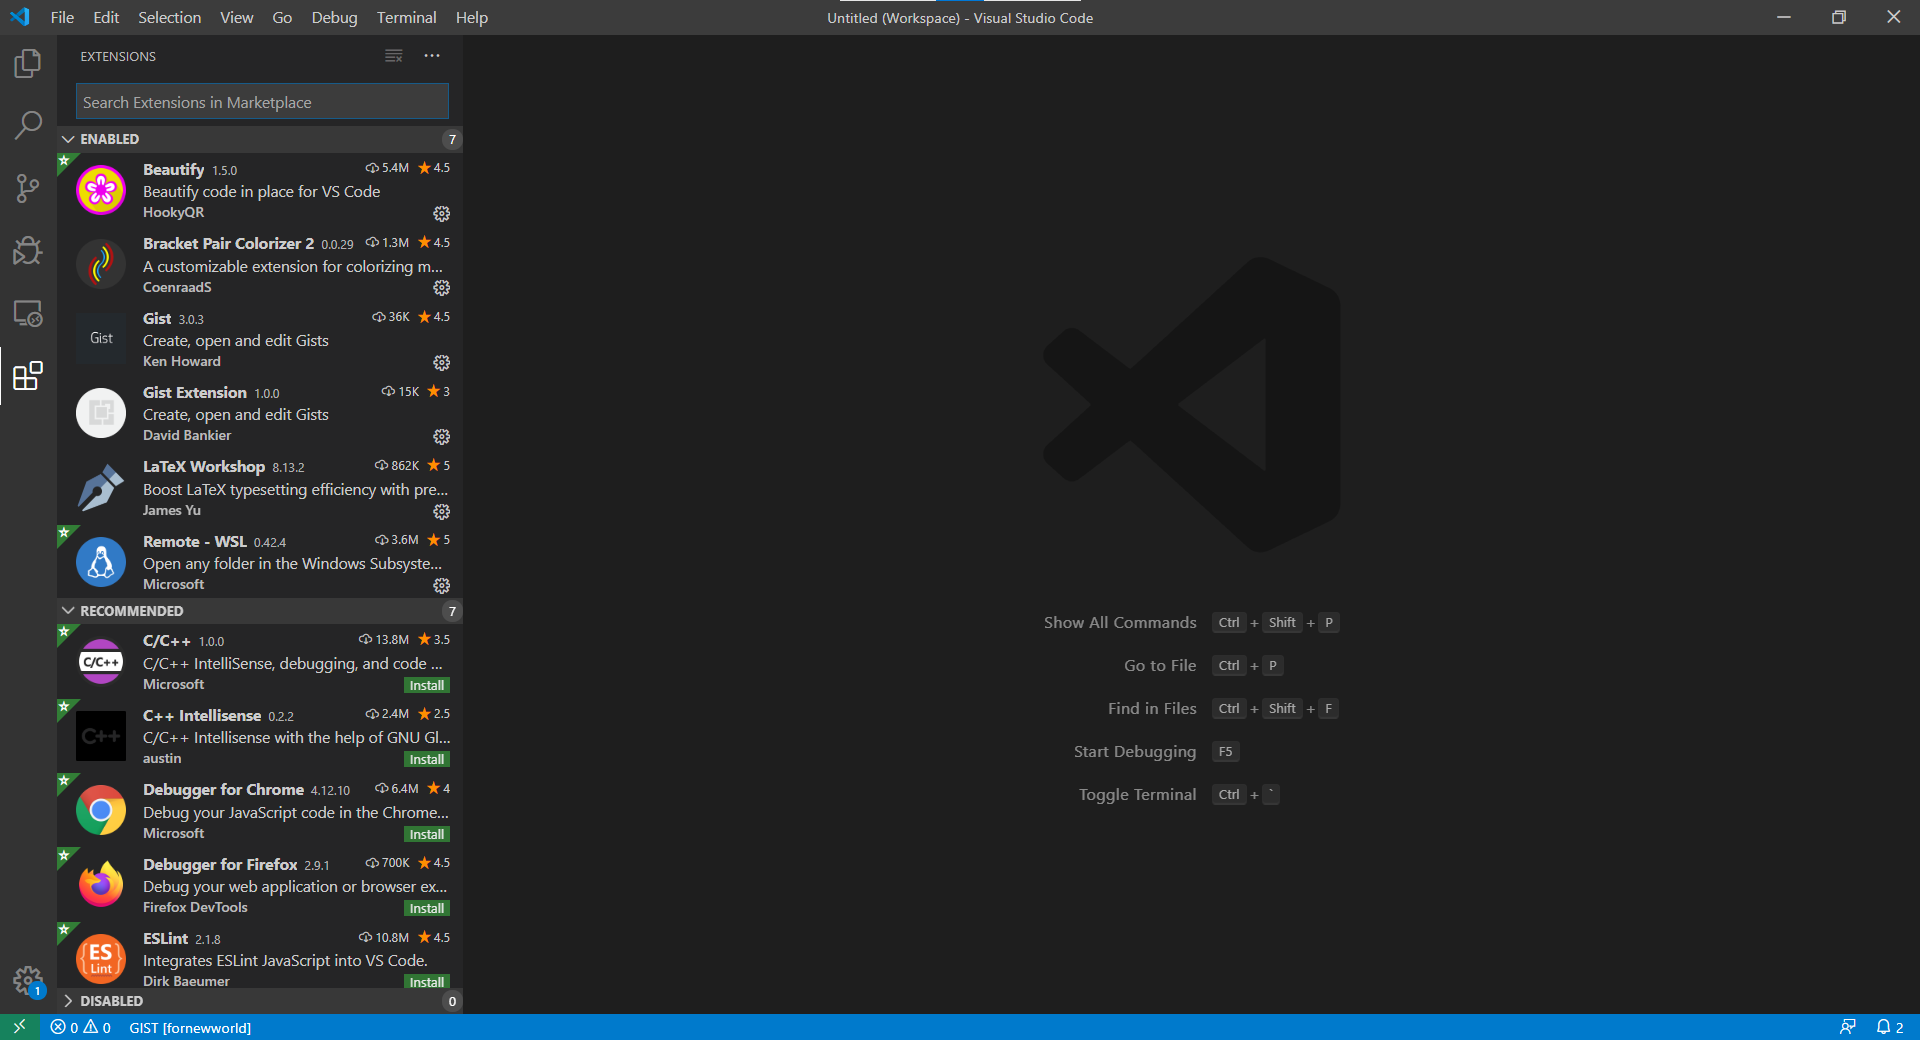 File Edit Selection View Go Debug Terminal Help
Untitled (Workspace) - Visual Studio Code
EXTENSIONS
Search Extensions in Marketplace
ENABLED 7
Beautify 1.5.0 5.4M 4.5
Beautify code in place for VS Code
HookyQR
Bracket Pair Colorizer 2 0.0.29 1.3M 4.5
A customizable extension for colorizing m...
CoenraadS
Gist
Gist 3.0.3 36K 4.5
Create, open and edit Gists
Ken Howard
Gist Extension 1.0.0 15K 3
Create, open and edit Gists
David Bankier
LaTeX Workshop 8.13.2 862K 5
Boost LaTeX typesetting efficiency with pre...
James Yu
Remote - WSL 0.42.4 3.6M 5
Open any folder in the Windows Subsyste...
Microsoft
RECOMMENDED 7
C/C++
C/C++ 1.0.0 13.8M 3.5
C/C++ IntelliSense, debugging, and code ...
Microsoft Install
C++
C++ Intellisense 0.2.2 2.4M 2.5
C/C++ Intellisense with the help of GNU Gl...
austin Install
Debugger for Chrome 4.12.10 6.4M 4
Debug your JavaScript code in the Chrome...
Microsoft Install
Debugger for Firefox 2.9.1 700K 4.5
Debug your web application or browser ex...
Firefox DevTools Install
{ES}
Lint
ESLint 2.1.8 10.8M 4.5
Integrates ESLint JavaScript into VS Code.
Dirk Baeumer Install
DISABLED 0
1
Show All Commands Ctrl + Shift + P
Go to File Ctrl + P
Find in Files Ctrl + Shift + F
Start Debugging F5
Toggle Terminal Ctrl + `
0 0 GIST [fornewworld] 2